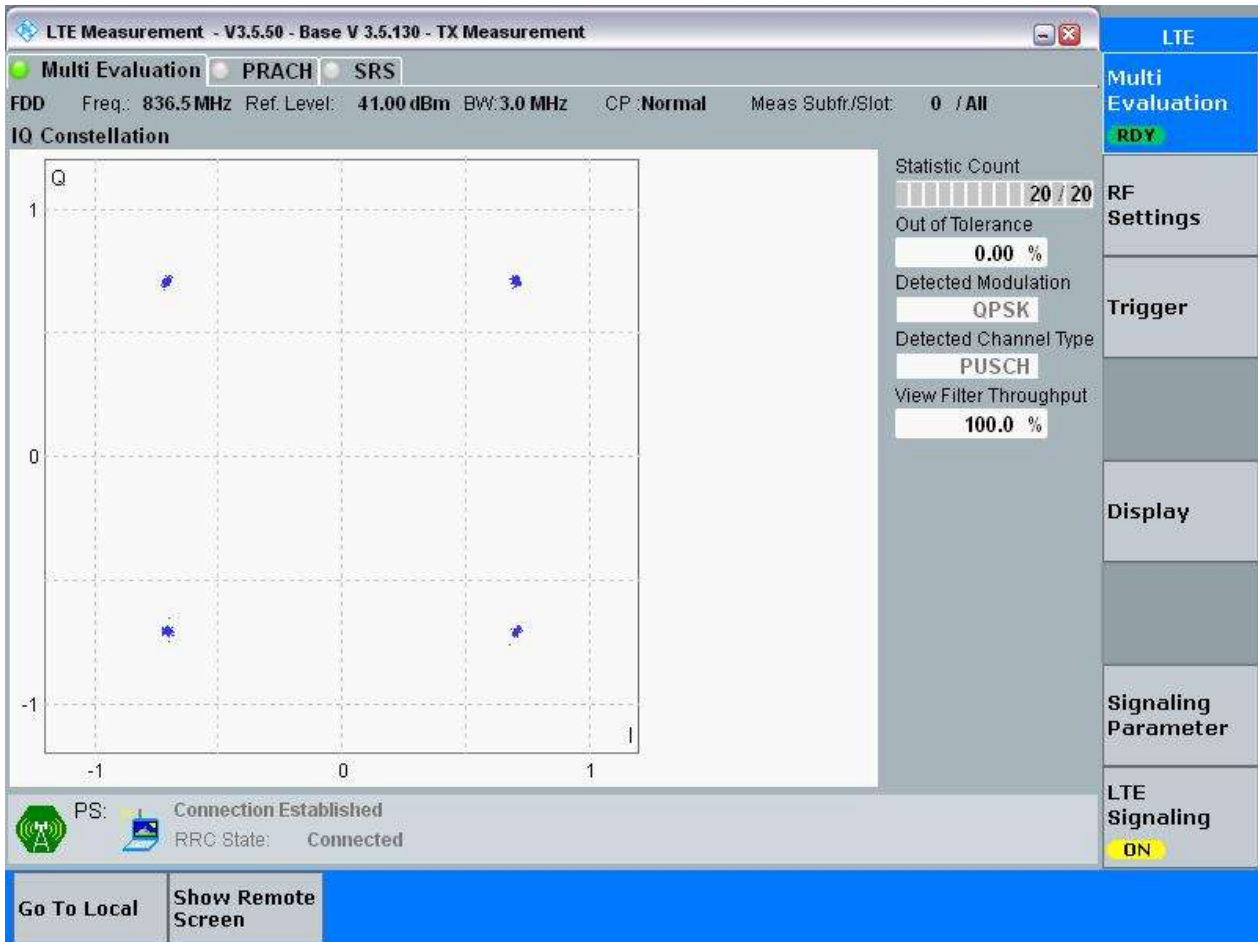 LTE Measurement - V3.5.50 - Base V 3.5.130 - TX Measurement
Multi Evaluation PRACH SRS
FDD Freq.: 836.5 MHz Ref. Level: 41.00 dBm BW: 3.0 MHz CP : Normal Meas Subfr./Slot: 0 / All
IQ Constellation
Q
1
0
-1
I
-1 0 1
Statistic Count
20 / 20
Out of Tolerance
0.00 %
Detected Modulation
QPSK
Detected Channel Type
PUSCH
View Filter Throughput
100.0 %
PS: Connection Established
RRC State: Connected
LTE
Multi
Evaluation
RDY
RF
Settings
Trigger
Display
Signaling
Parameter
LTE
Signaling
ON
Go To Local
Show Remote
Screen